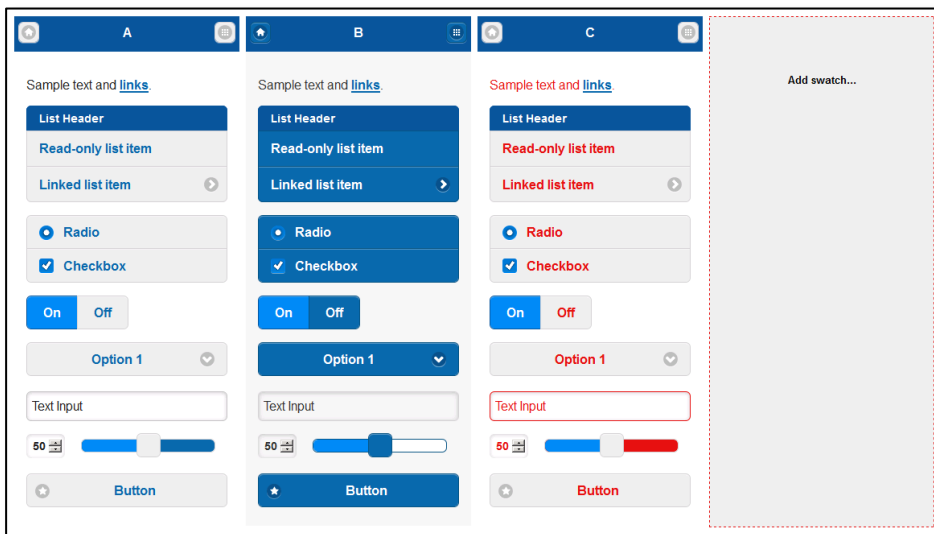 A
Sample text and links.
List Header
Read-only list item
Linked list item
Radio
Checkbox
On Off
Option 1
Text Input
50
Button
B
Sample text and links.
List Header
Read-only list item
Linked list item
Radio
Checkbox
On Off
Option 1
Text Input
50
Button
C
Sample text and links.
List Header
Read-only list item
Linked list item
Radio
Checkbox
On Off
Option 1
Text Input
50
Button
Add swatch...